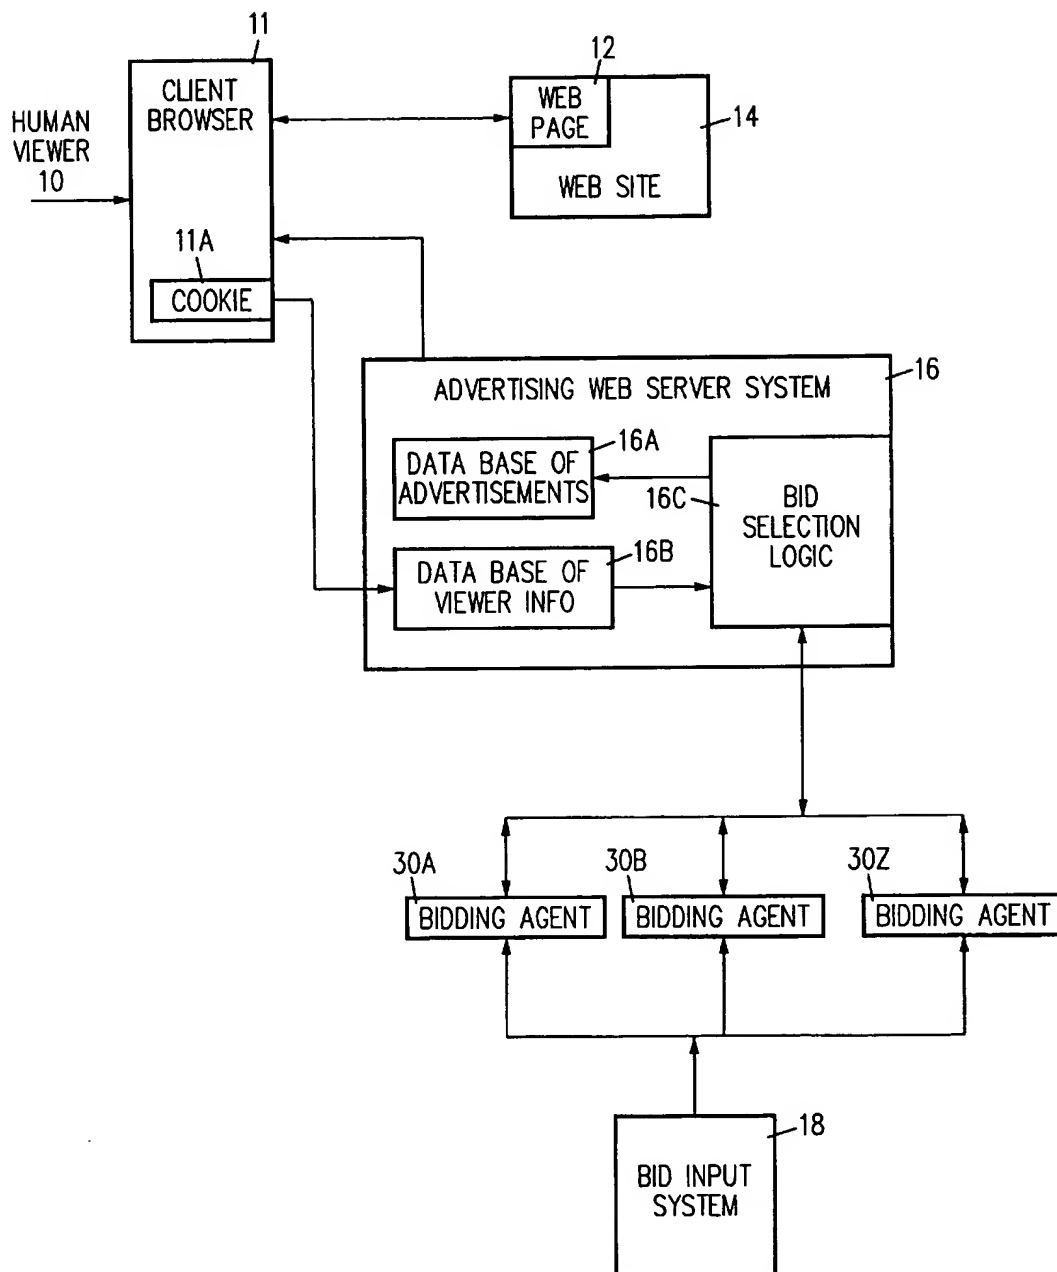 11
CLIENT
BROWSER
HUMAN
VIEWER
10
11A
COOKIE
12
WEB
PAGE
14
WEB SITE
16
ADVERTISING WEB SERVER SYSTEM
16A
DATA BASE OF
ADVERTISEMENTS
16C
BID
SELECTION
LOGIC
16B
DATA BASE OF
VIEWER INFO
30A
BIDDING AGENT
30B
BIDDING AGENT
30Z
BIDDING AGENT
18
BID INPUT
SYSTEM